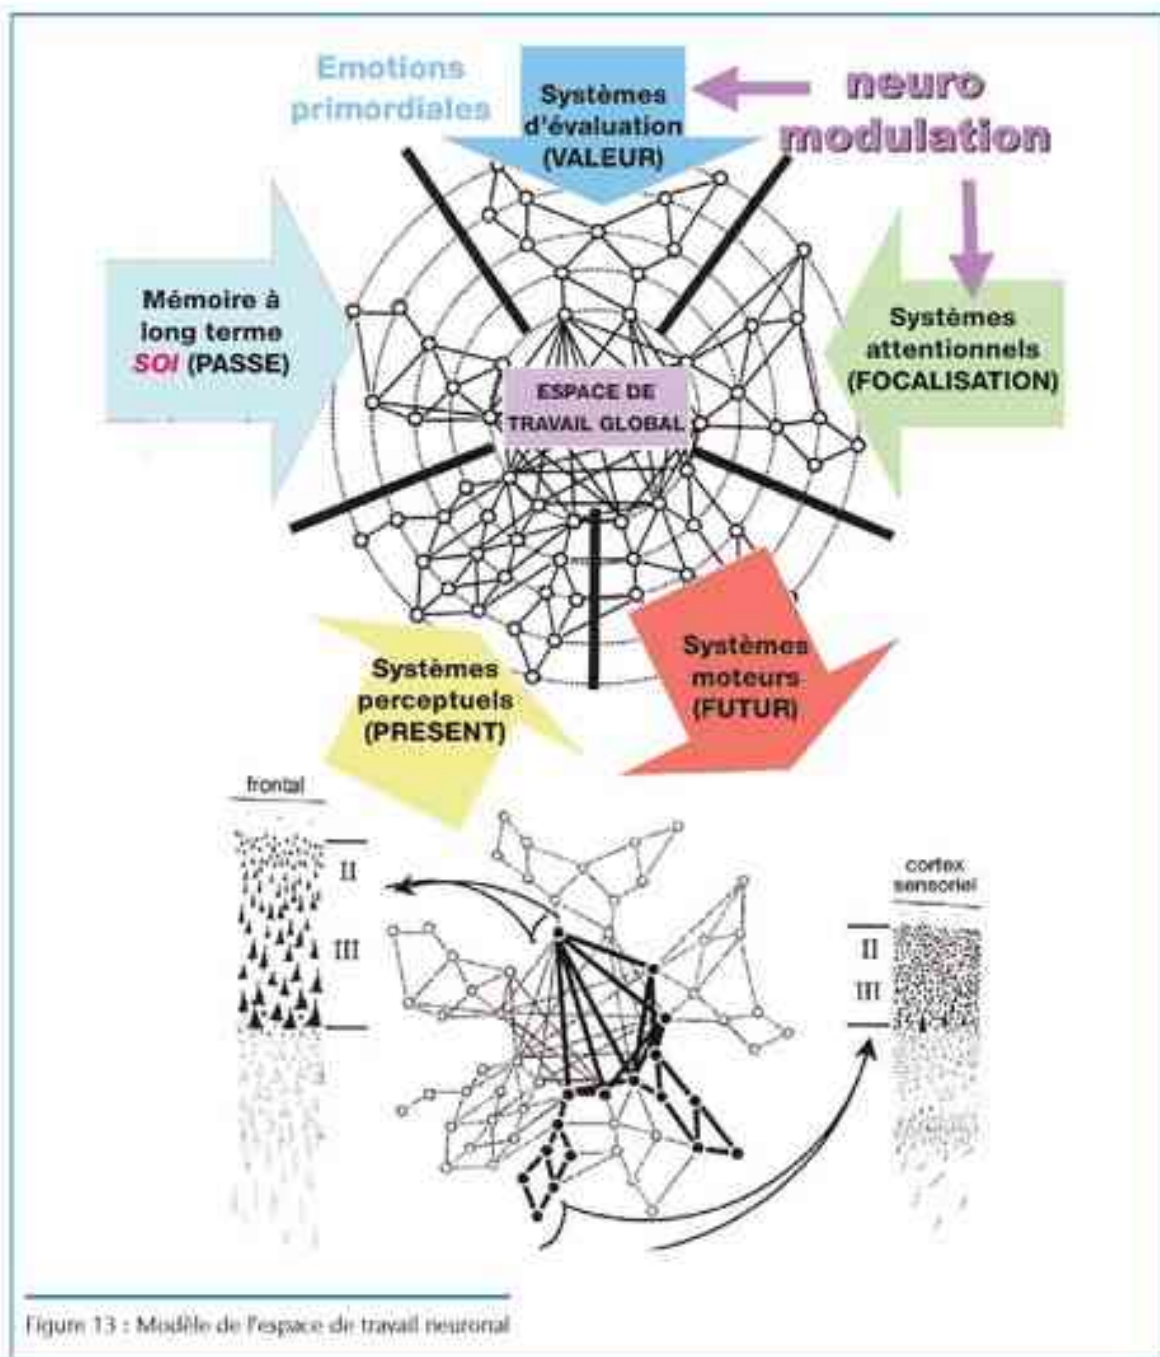 Emotions
primordiales
Systèmes
d'évaluation
(VALEUR)
neuro
modulation
Mémoire à
long terme
SOI (PASSE)
Systèmes
attentionnels
(FOCALISATION)
ESPACE DE
TRAVAIL GLOBAL
Systèmes
perceptuels
(PRESENT)
Systèmes
moteurs
(FUTUR)
frontal
II
III
cortex
sensoriel
II
III
Figure 13 : Modèle de l'espace de travail neuronal